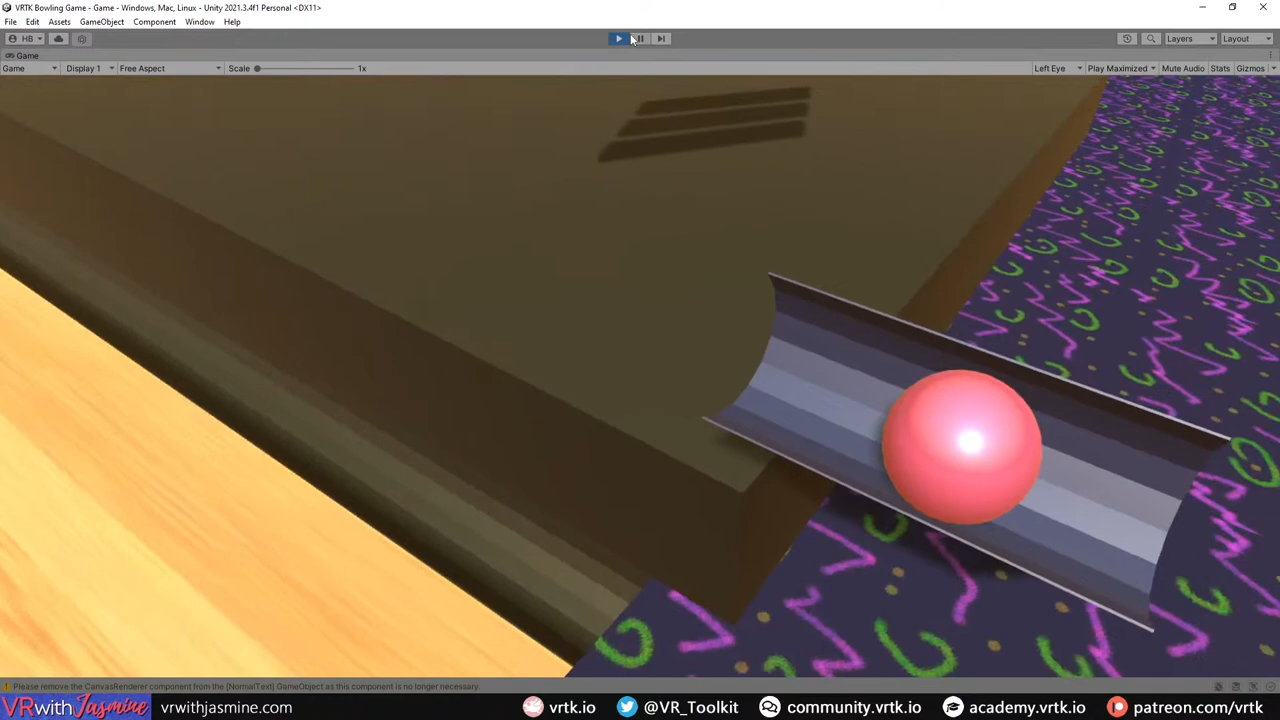 VRTK Bowling Game - Game - Windows, Mac, Linux - Unity 2021.3.4f1 Personal <DX11>
File Edit Assets GameObject Component Window Help
HB Layers Layout
Game
Game Display 1 Free Aspect Scale 1x Left Eye Play Maximized Mute Audio Stats Gizmos
Please remove the CanvasRenderer component from the [NormalText] GameObject as this component is no longer necessary.
VRwithJasmine vrwithjasmine.com vrtk.io @VR_Toolkit community.vrtk.io academy.vrtk.io patreon.com/vrtk